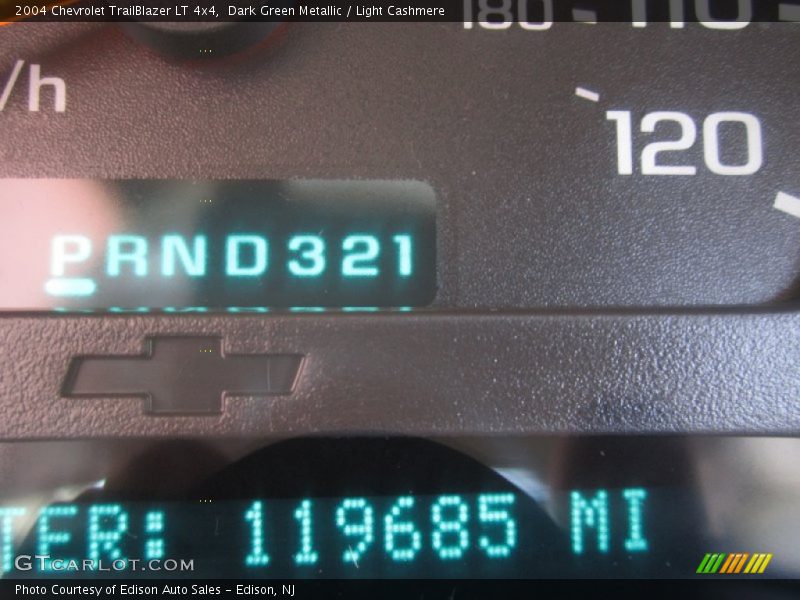 2004 Chevrolet TrailBlazer LT 4x4, Dark Green Metallic / Light Cashmere
180
/h
120
PRND321
TER: 119685 MI
GTCARLOT.COM
Photo Courtesy of Edison Auto Sales - Edison, NJ